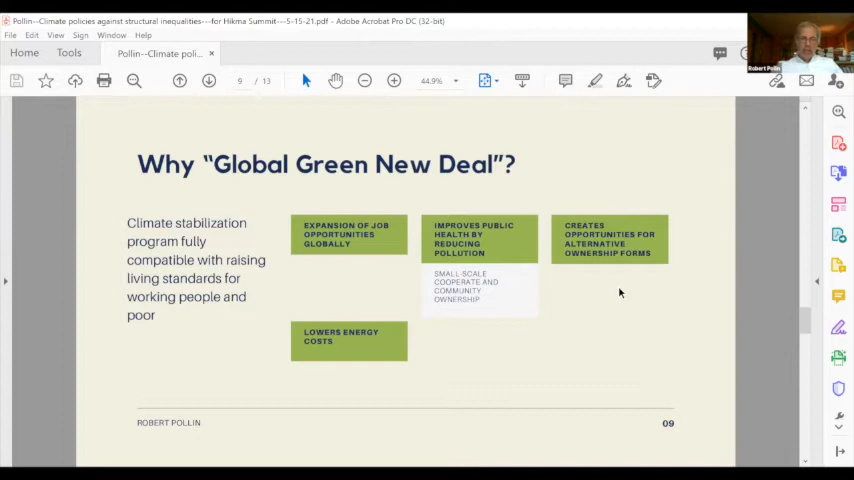 Pollin--Climate policies against structural inequalities---for Hikma Summit---5-15-21.pdf - Adobe Acrobat Pro DC (32-bit)
File Edit View Sign Window Help
Home Tools Pollin--Climate poli... ×
9 / 13 44.9%
Robert Pollin
Why “Global Green New Deal”?
Climate stabilization
program fully
compatible with raising
living standards for
working people and
poor
EXPANSION OF JOB
OPPORTUNITIES
GLOBALLY
IMPROVES PUBLIC
HEALTH BY
REDUCING
POLLUTION
SMALL-SCALE
COOPERATE AND
COMMUNITY
OWNERSHIP
CREATES
OPPORTUNITIES FOR
ALTERNATIVE
OWNERSHIP FORMS
LOWERS ENERGY
COSTS
ROBERT POLLIN
09